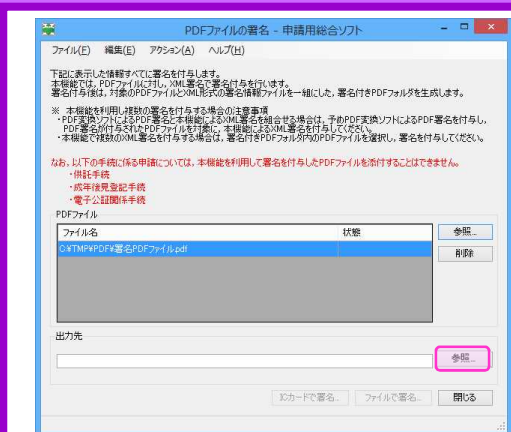 PDFファイルの署名 - 申請用総合ソフト
ファイル(F) 編集(E) アクション(A) ヘルプ(H)
下記に表示した情報すべてに署名を付与します。
本機能では、PDFファイルに対し、XML署名で署名付与を行います。
署名付与後は、対象のPDFファイルとXML形式の署名情報ファイルを一組にした、署名付きPDFフォルダを生成します。
※ 本機能を利用し複数の署名を付与する場合の注意事項
・PDF変換ソフトによるPDF署名と本機能による署名を組合せる場合は、予めPDF変換ソフトによるPDF署名を付与し、
PDF署名が付与されたPDFファイルを対象に、本機能によるXML署名を付与してください。
・本機能で複数のXML署名を付与する場合は、署名付きPDFフォルダ内のPDFファイルを選択し、署名を付与してください。
なお、以下の手続に係る申請については、本機能を利用して署名を付与したPDFファイルを添付することはできません。
・供託手続
・成年後見登記手続
・電子公証関係手続
PDFファイル
ファイル名 状態 参照...
C:¥TMP¥PDF¥署名PDFファイル.pdf 削除
出力先
参照...
ICカードで署名... ファイルで署名... 閉じる